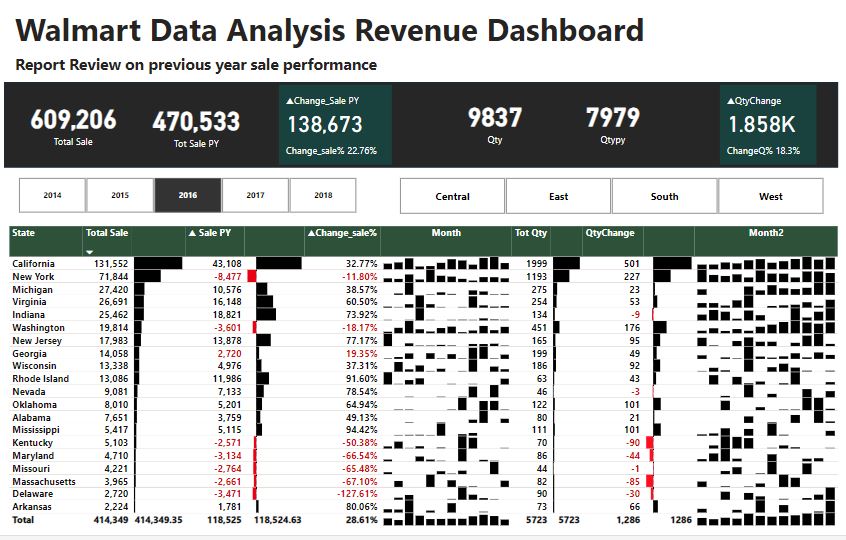 Walmart Data Analysis Revenue Dashboard
Report Review on previous year sale performance
609,206
Total Sale
470,533
Tot Sale PY
▲Change_Sale PY
138,673
Change_sale% 22.76%
9837
Qty
7979
Qtypy
▲QtyChange
1.858K
ChangeQ% 18.3%
2014 2015 2016 2017 2018
Central East South West
State Total Sale ▲ Sale PY ▲Change_sale% Month Tot Qty QtyChange Month2
California 131,552 43,108 32.77% 1999 501
New York 71,844 -8,477 -11.80% 1193 227
Michigan 27,420 10,576 38.57% 275 23
Virginia 26,691 16,148 60.50% 254 53
Indiana 25,462 18,821 73.92% 134 -9
Washington 19,814 -3,601 -18.17% 451 176
New Jersey 17,983 13,878 77.17% 165 95
Georgia 14,058 2,720 19.35% 199 49
Wisconsin 13,338 4,976 37.31% 186 92
Rhode Island 13,086 11,986 91.60% 63 43
Nevada 9,081 7,133 78.54% 46 -3
Oklahoma 8,010 5,201 64.94% 122 101
Alabama 7,651 3,759 49.13% 80 21
Mississippi 5,417 5,115 94.42% 111 101
Kentucky 5,103 -2,571 -50.38% 70 -90
Maryland 4,710 -3,134 -66.54% 86 -44
Missouri 4,221 -2,764 -65.48% 44 -1
Massachusetts 3,965 -2,661 -67.10% 82 -85
Delaware 2,720 -3,471 -127.61% 90 -30
Arkansas 2,224 1,781 80.06% 73 66
Total 414,349 414,349.35 118,525 118,524.63 28.61% 5723 5723 1,286 1286